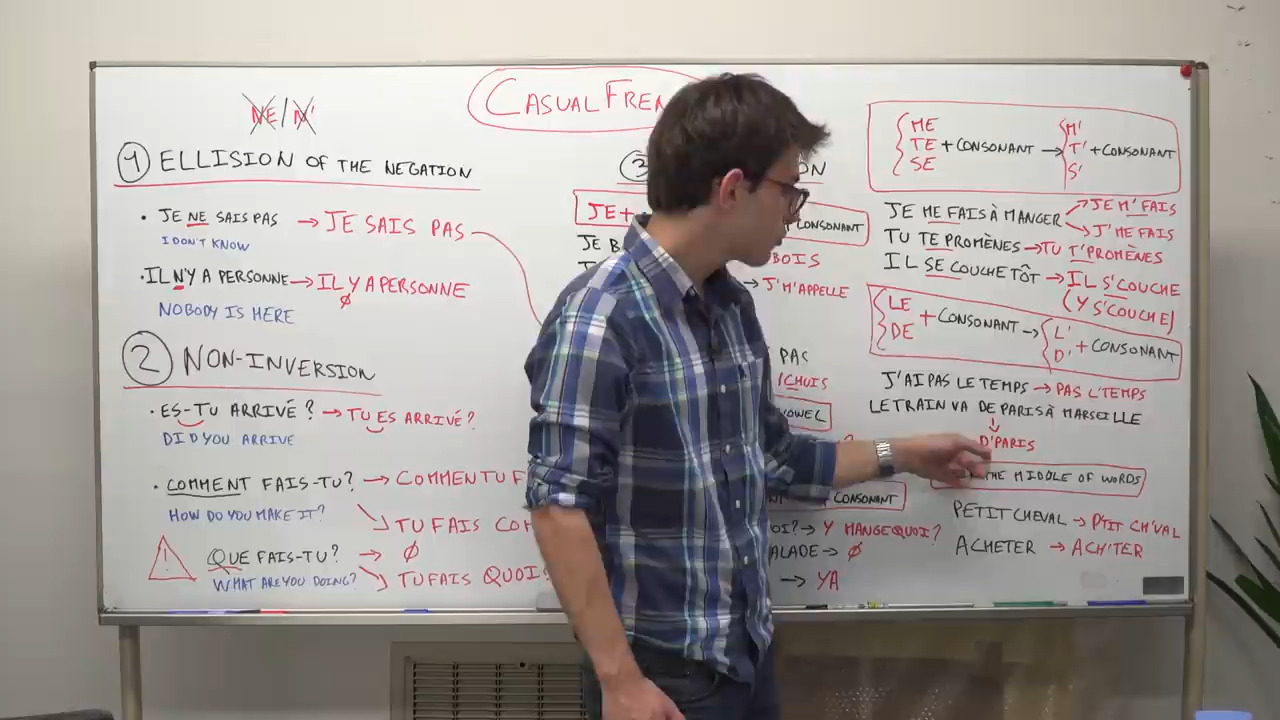 CASUAL FREN
NE / N'
1 ELLISION OF THE NEGATION
· JE NE SAIS PAS → JE SAIS PAS
I DON'T KNOW
· IL N'Y A PERSONNE → IL Y A PERSONNE
Ø
NOBODY IS HERE
2 NON-INVERSION
· ES-TU ARRIVÉ ? → TU ES ARRIVÉ ?
DID YOU ARRIVE
· COMMENT FAIS-TU? → COMMENTU F
HOW DO YOU MAKE IT?
TU FAIS COM
QUE FAIS-TU? → Ø
WHAT ARE YOU DOING?
TU FAIS QUOI?
3 ON
JE+ CONSONANT
JE B BOIS
→ J'M'APPELLE
PAS
/CHUIS
VOWEL
?
CONSONANT
OI? → Y MANGE QUOI?
ALADE → Ø
→ YA
ME
TE + CONSONANT → M' T' S' + CONSONANT
SE
JE ME FAIS À MANGER → JE M'FAIS
J'ME FAIS
TU TE PROMÈNES → TU T'PROMÈNES
IL SE COUCHE TÔT → IL S'COUCHE
(Y S'COUCHE)
LE
DE + CONSONANT → L' D' + CONSONANT
J'AI PAS LE TEMPS → PAS L'TEMPS
LE TRAIN VA DE PARIS À MARSEILLE
D'PARIS
THE MIDDLE OF WORDS
PETIT CHEVAL → P'TIT CH'VAL
ACHETER → ACH'TER